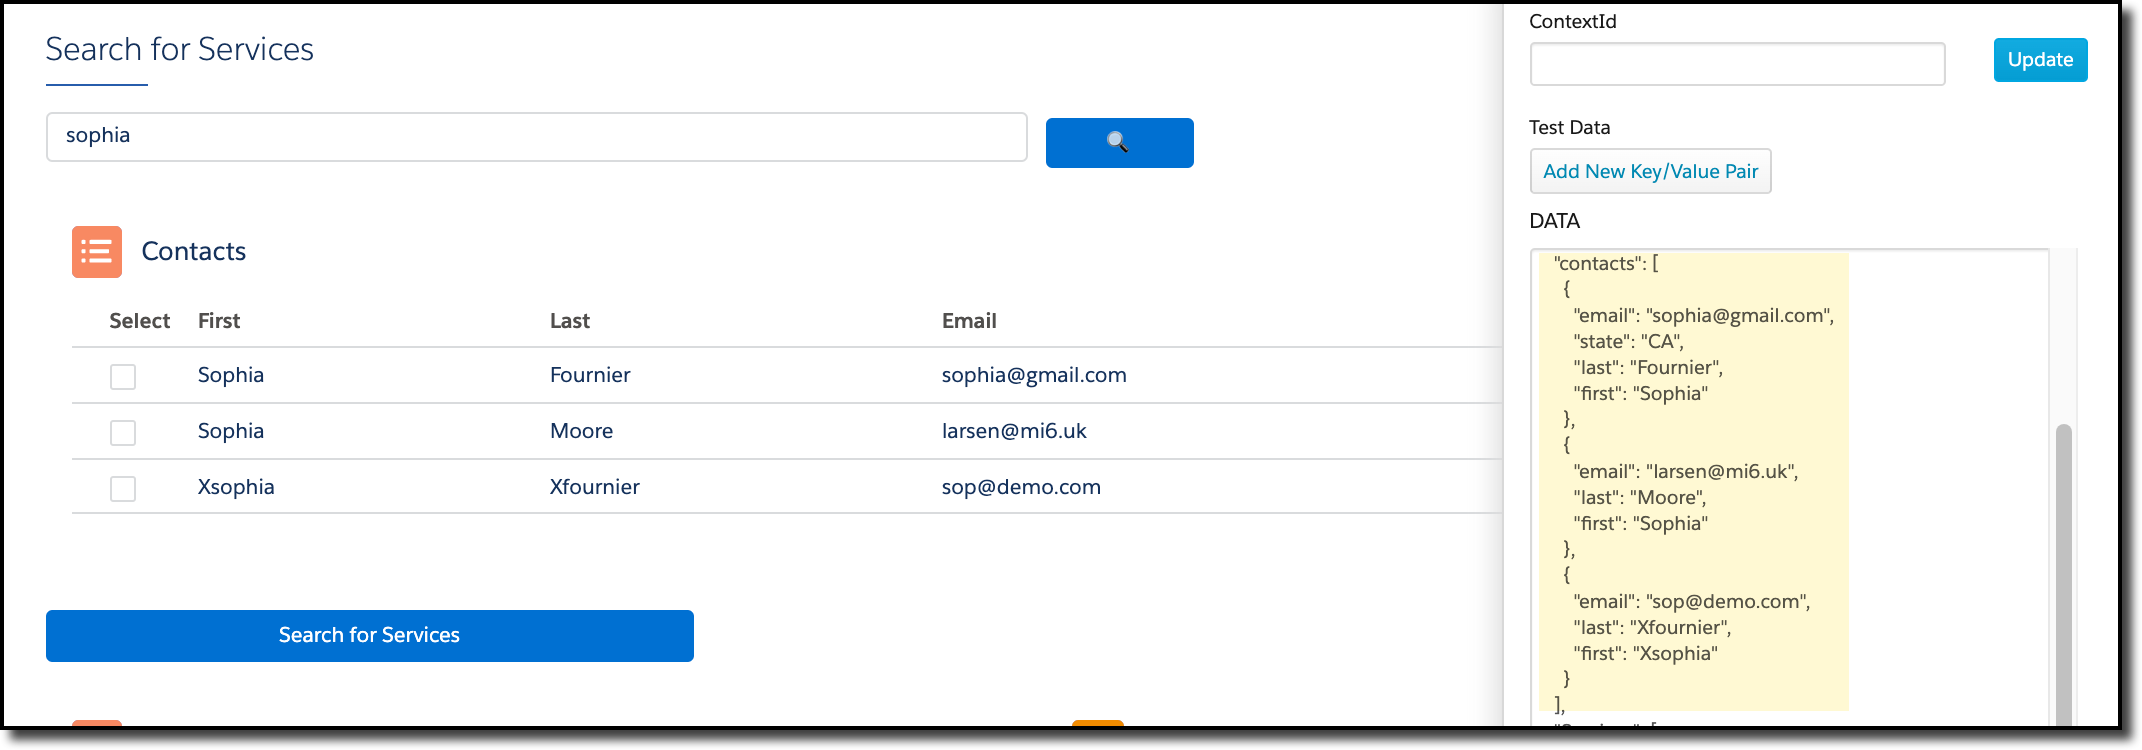 Search for Services
sophia
Contacts
Select First Last Email
Sophia Fournier sophia@gmail.com
Sophia Moore larsen@mi6.uk
Xsophia Xfournier sop@demo.com
Search for Services
ContextId
Update
Test Data
Add New Key/Value Pair
DATA
"contacts": [
{
"email": "sophia@gmail.com",
"state": "CA",
"last": "Fournier",
"first": "Sophia"
},
{
"email": "larsen@mi6.uk",
"last": "Moore",
"first": "Sophia"
},
{
"email": "sop@demo.com",
"last": "Xfournier",
"first": "Xsophia"
}
],